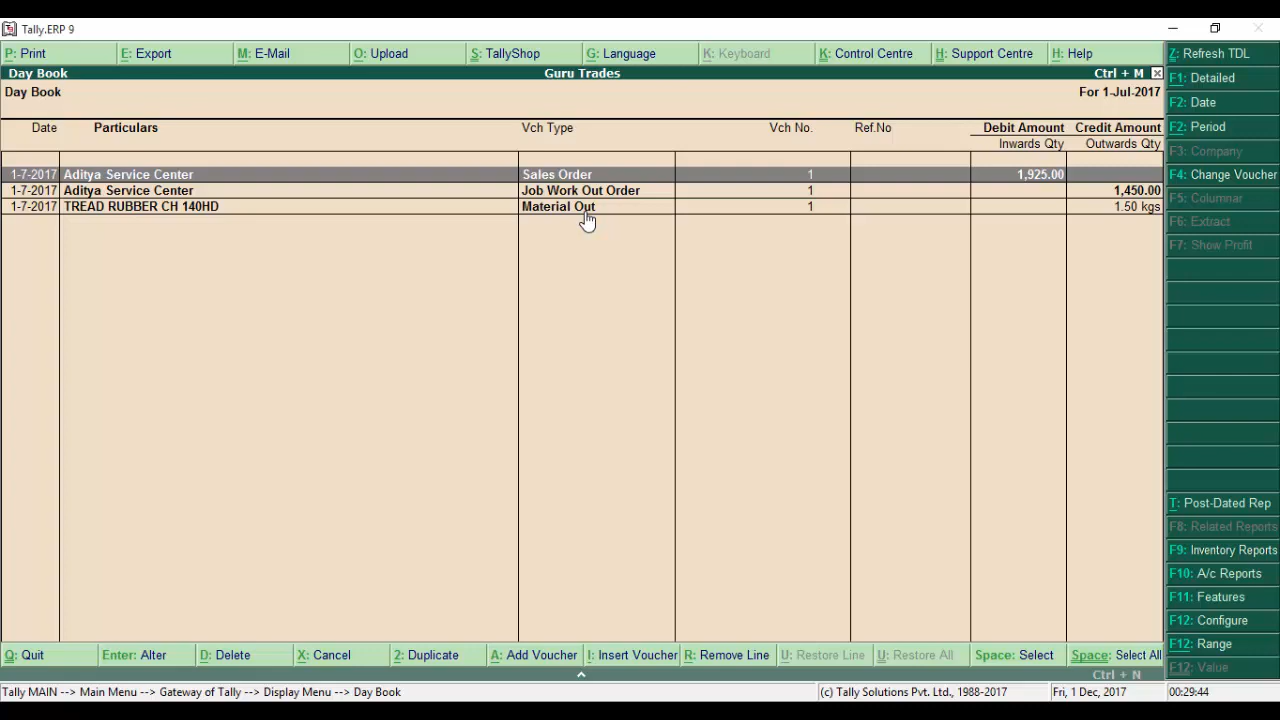 Tally.ERP 9
P: Print E: Export M: E-Mail O: Upload S: TallyShop G: Language K: Keyboard K: Control Centre H: Support Centre H: Help
Day Book Guru Trades Ctrl + M
Day Book For 1-Jul-2017
Date Particulars Vch Type Vch No. Ref.No Debit Amount Credit Amount
Inwards Qty Outwards Qty
1-7-2017 Aditya Service Center Sales Order 1 1,925.00
1-7-2017 Aditya Service Center Job Work Out Order 1 1,450.00
1-7-2017 TREAD RUBBER CH 140HD Material Out 1 1.50 kgs
Z: Refresh TDL
F1: Detailed
F2: Date
F2: Period
F3: Company
F4: Change Voucher
F5: Columnar
F6: Extract
F7: Show Profit
T: Post-Dated Rep
F8: Related Reports
F9: Inventory Reports
F10: A/c Reports
F11: Features
F12: Configure
F12: Range
F12: Value
Q: Quit Enter: Alter D: Delete X: Cancel 2: Duplicate A: Add Voucher I: Insert Voucher R: Remove Line U: Restore Line U: Restore All Space: Select Space: Select All
Ctrl + N
Tally MAIN --> Main Menu --> Gateway of Tally --> Display Menu --> Day Book (c) Tally Solutions Pvt. Ltd., 1988-2017 Fri, 1 Dec, 2017 00:29:44